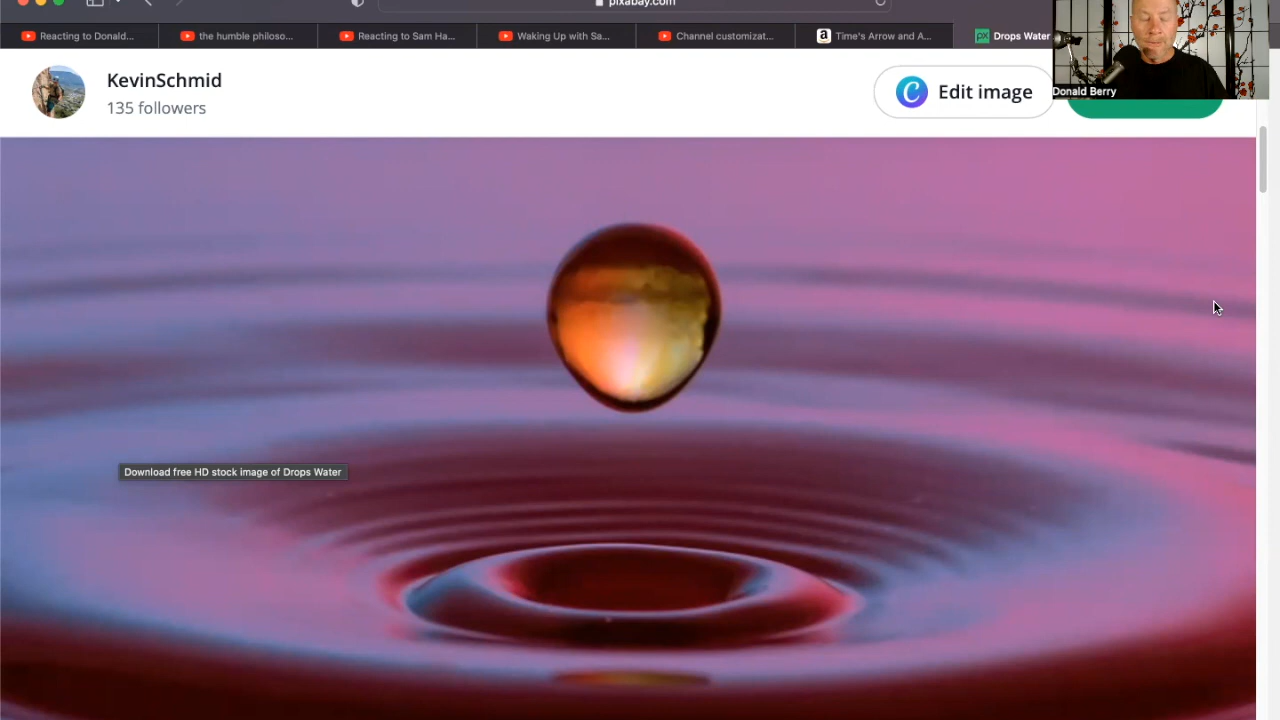 pixabay.com
Reacting to Donald...
the humble philoso...
Reacting to Sam Ha...
Waking Up with Sa...
Channel customizat...
a
Time's Arrow and A...
px
Drops Water
KevinSchmid
135 followers
C
Edit image
Donald Berry
Download free HD stock image of Drops Water